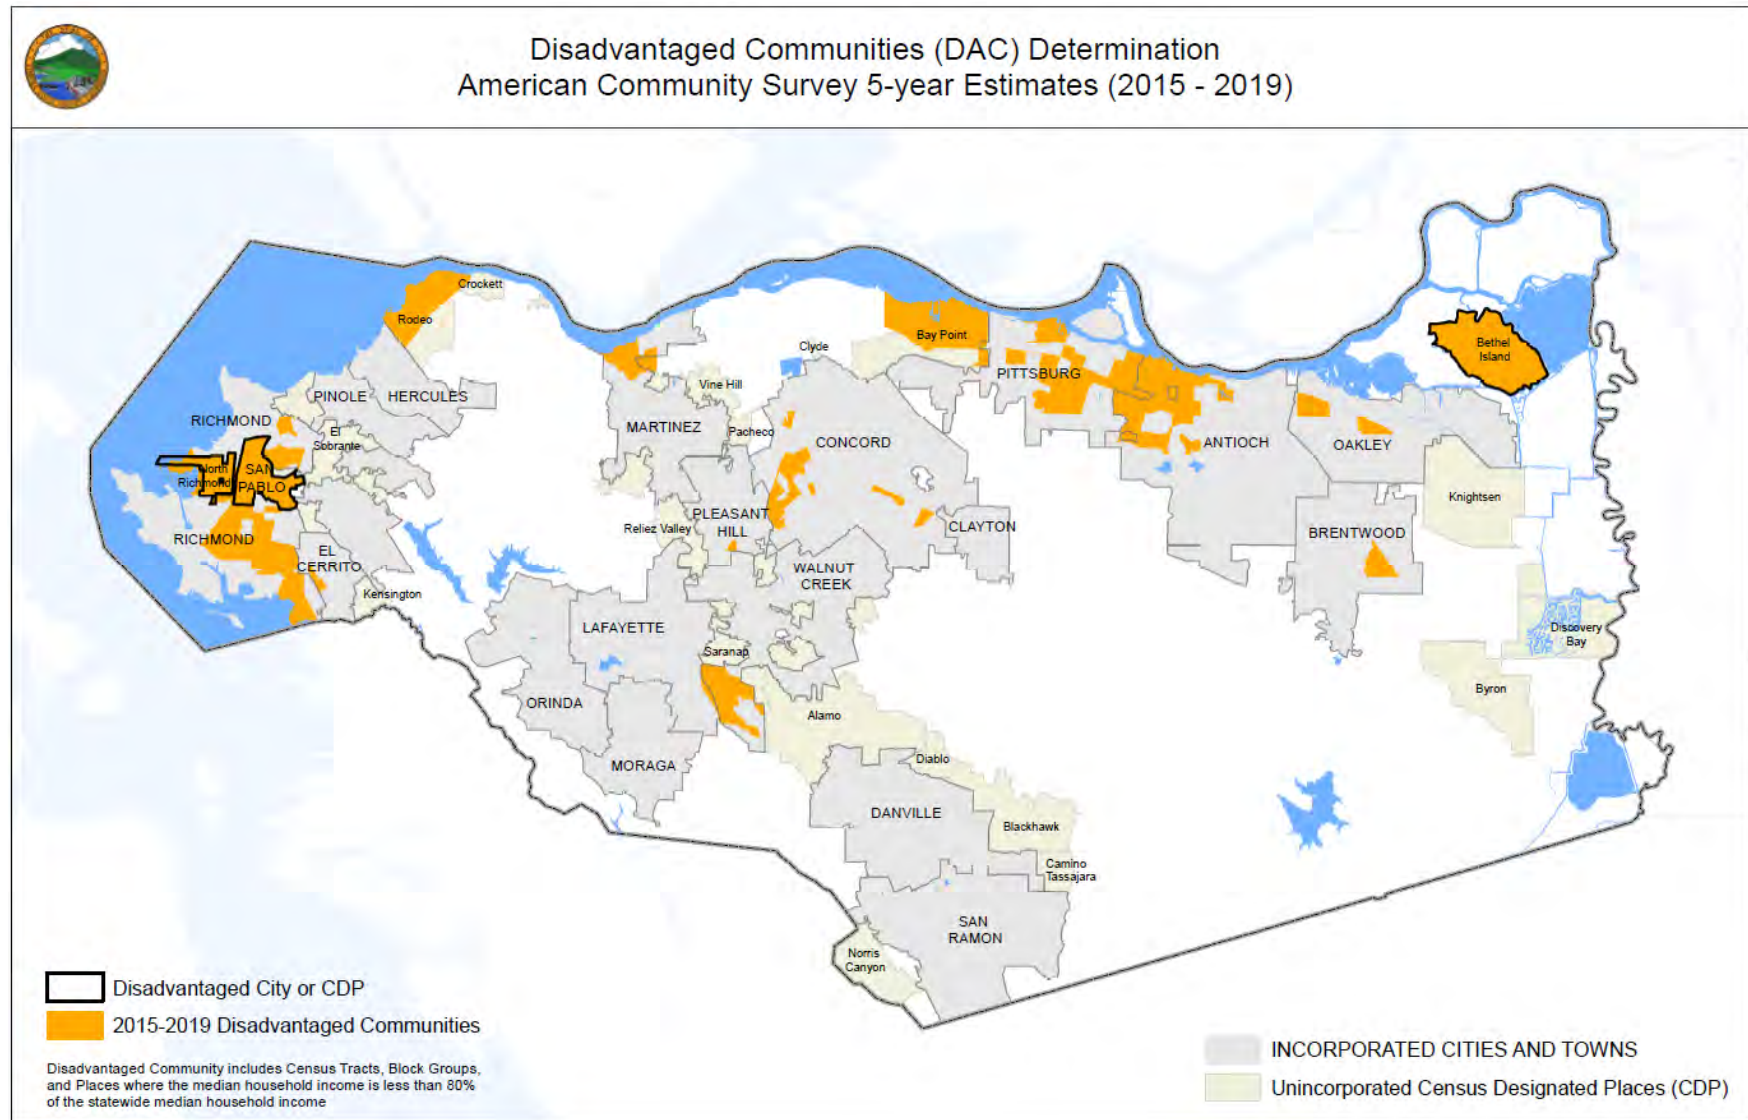 Disadvantaged Communities (DAC) Determination
American Community Survey 5-year Estimates (2015 - 2019)
Crockett
Rodeo
Bay Point
Bethel
Island
Clyde
PITTSBURG
Vine Hill
PINOLE
HERCULES
RICHMOND
MARTINEZ
Pacheco
CONCORD
ANTIOCH
OAKLEY
El
Sobrante
North
Richmond
SAN
PABLO
Knightsen
PLEASANT
HILL
Reliez Valley
CLAYTON
BRENTWOOD
RICHMOND
EL
CERRITO
WALNUT
CREEK
Kensington
LAFAYETTE
Discovery
Bay
Saranap
Byron
ORINDA
Alamo
MORAGA
Diablo
DANVILLE
Blackhawk
Camino
Tassajara
SAN
RAMON
Norris
Canyon
Disadvantaged City or CDP
2015-2019 Disadvantaged Communities
Disadvantaged Community includes Census Tracts, Block Groups,
and Places where the median household income is less than 80%
of the statewide median household income
INCORPORATED CITIES AND TOWNS
Unincorporated Census Designated Places (CDP)